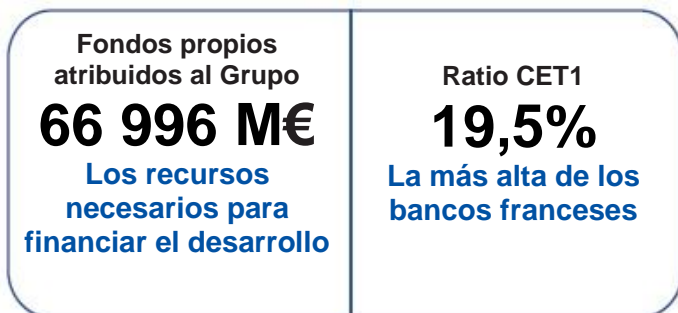 Fondos propios
atribuidos al Grupo
66 996 M€
Los recursos
necesarios para
financiar el desarrollo
Ratio CET1
19,5%
La más alta de los
bancos franceses